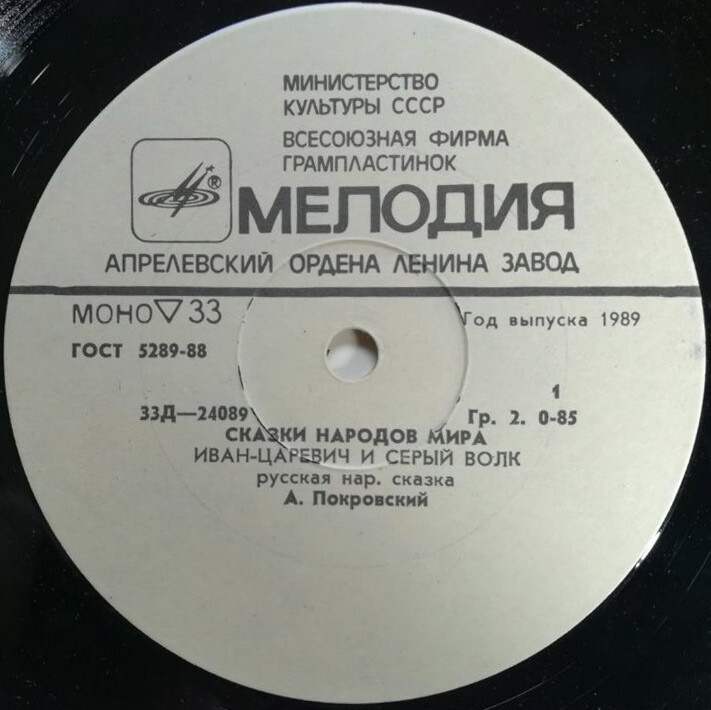 МИНИСТЕРСТВО
КУЛЬТУРЫ СССР
ВСЕСОЮЗНАЯ ФИРМА
ГРАМПЛАСТИНОК
®
МЕЛОДИЯ
АПРЕЛЕВСКИЙ ОРДЕНА ЛЕНИНА ЗАВОД
МОНО ▽ 33 Год выпуска 1989
ГОСТ 5289-88
1
33Д—24089 Гр. 2. 0-85
СКАЗКИ НАРОДОВ МИРА
ИВАН-ЦАРЕВИЧ И СЕРЫЙ ВОЛК
русская нар. сказка
А. Покровский